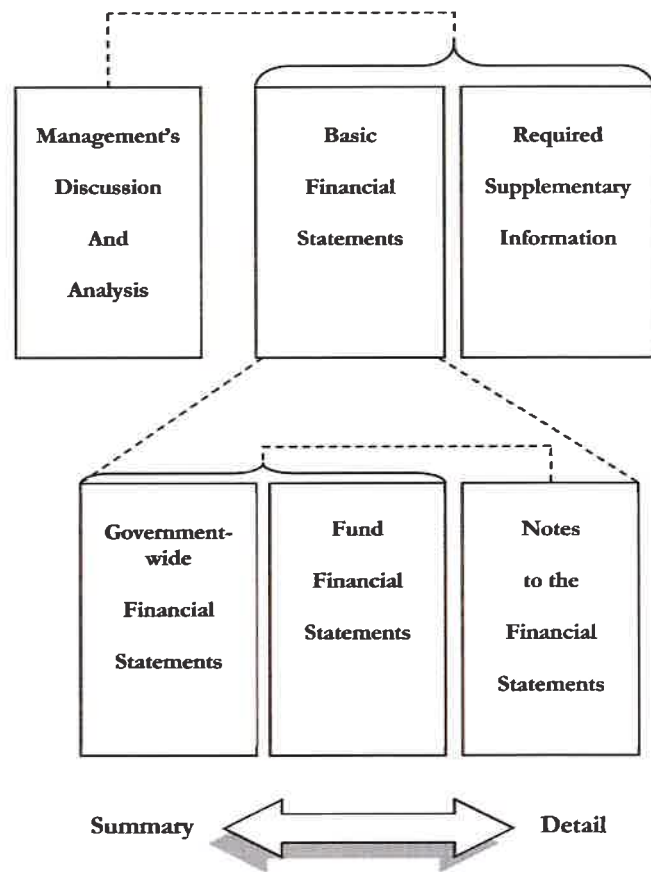 Management's
Discussion
And
Analysis
Basic
Financial
Statements
Required
Supplementary
Information
Government-
wide
Financial
Statements
Fund
Financial
Statements
Notes
to the
Financial
Statements
Summary
Detail